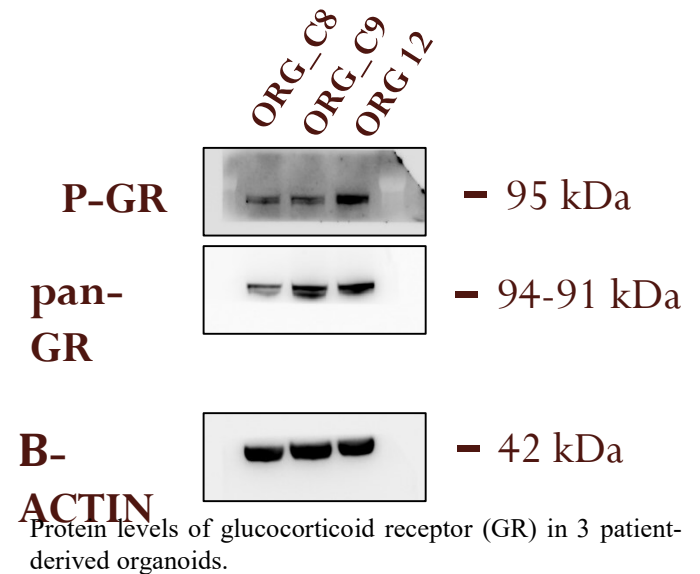 ORG_C8
ORG_C9
ORG 12
P-GR
95 kDa
pan-
GR
94-91 kDa
B-
ACTIN
42 kDa
Protein levels of glucocorticoid receptor (GR) in 3 patient-
derived organoids.